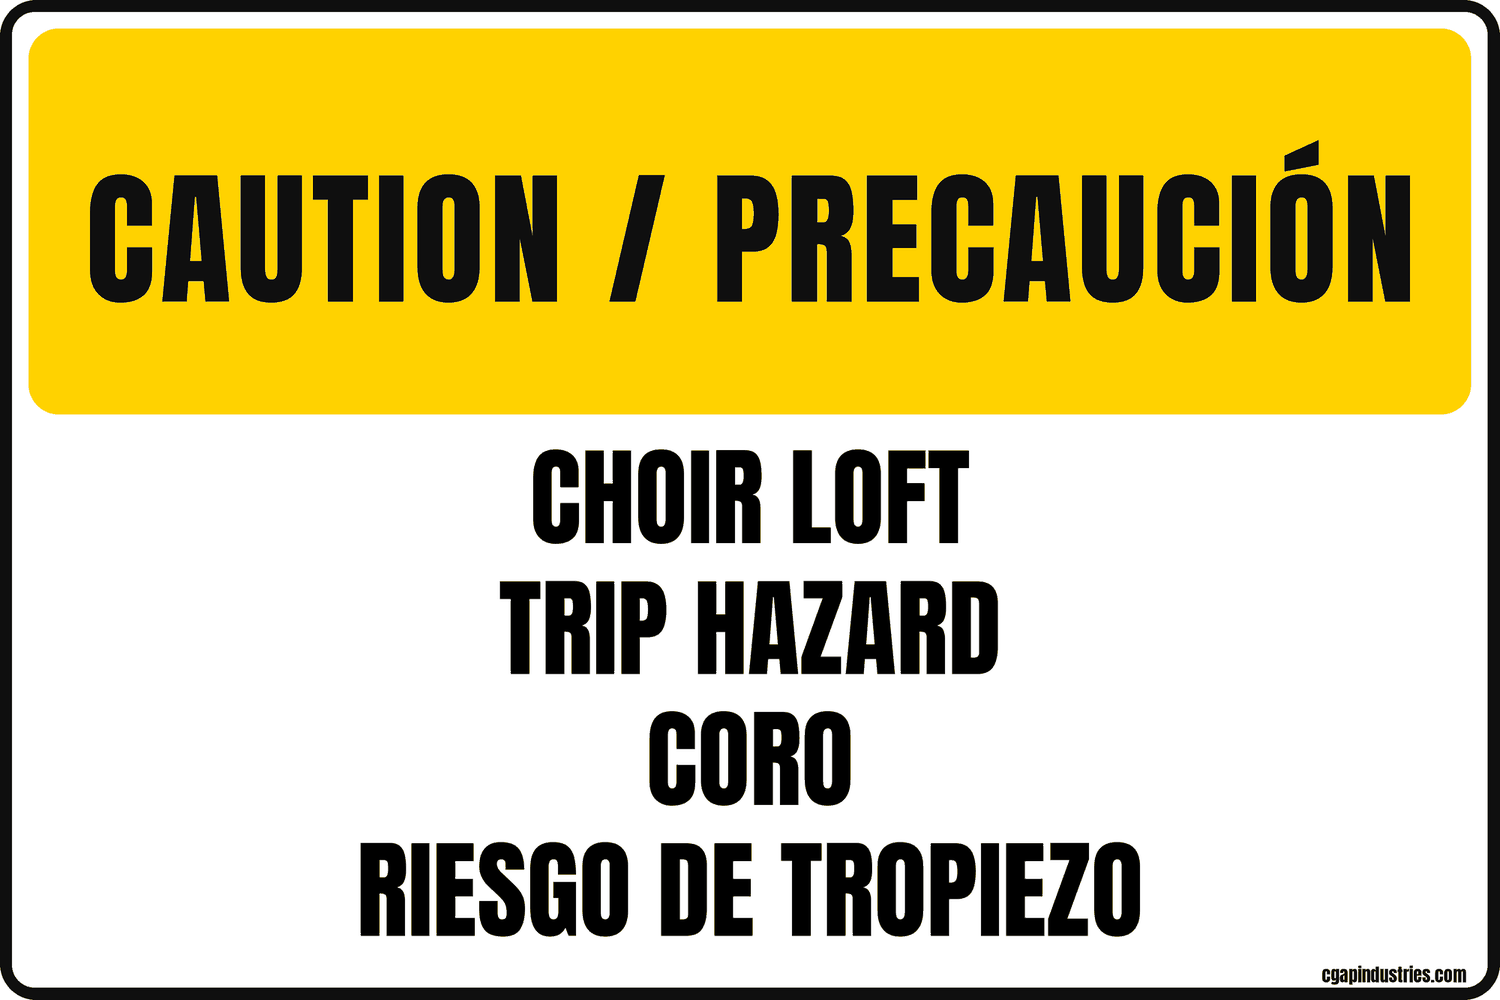 CAUTION / PRECAUCIÓN
CHOIR LOFT
TRIP HAZARD
CORO
RIESGO DE TROPIEZO
cgapindustries.com